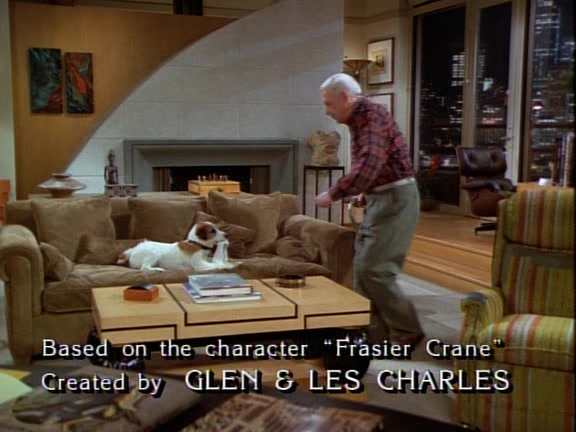 Based on the character “Frasier Crane”
Created by GLEN & LES CHARLES